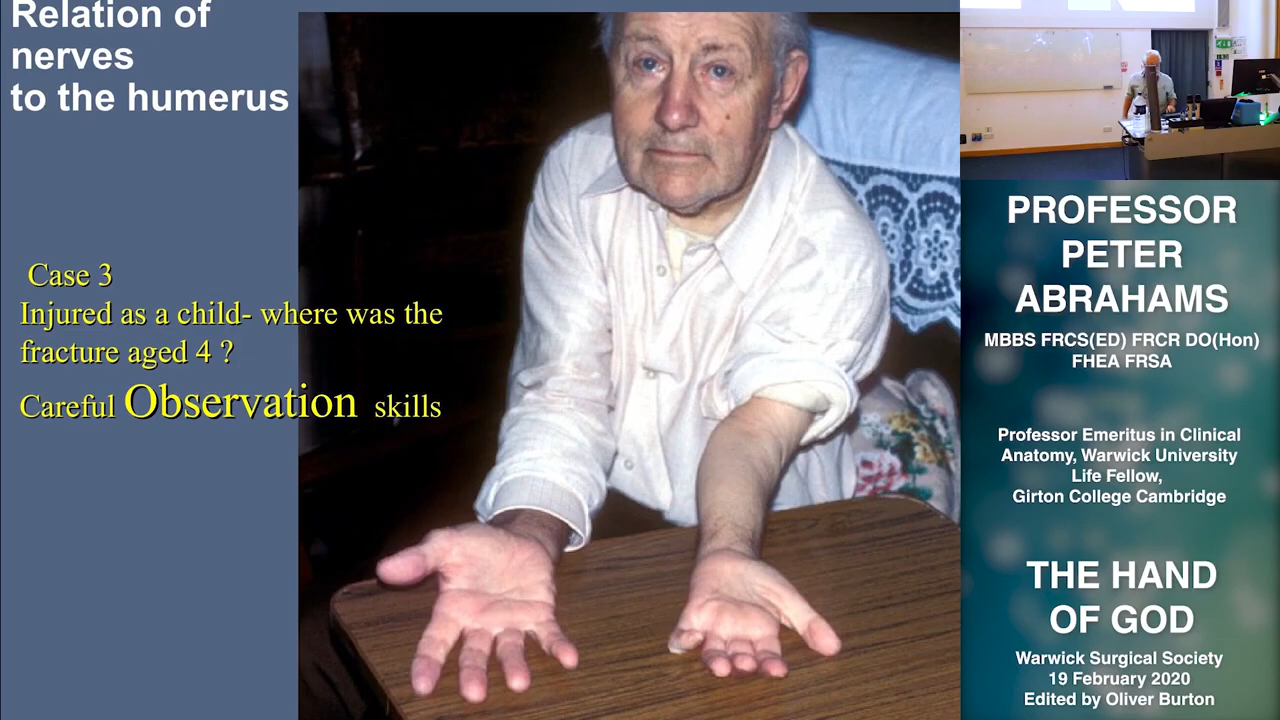 Relation of
nerves
to the humerus
Case 3
Injured as a child- where was the
fracture aged 4 ?
Careful Observation skills
PROFESSOR
PETER
ABRAHAMS
MBBS FRCS(ED) FRCR DO(Hon)
FHEA FRSA
Professor Emeritus in Clinical
Anatomy, Warwick University
Life Fellow,
Girton College Cambridge
THE HAND
OF GOD
Warwick Surgical Society
19 February 2020
Edited by Oliver Burton